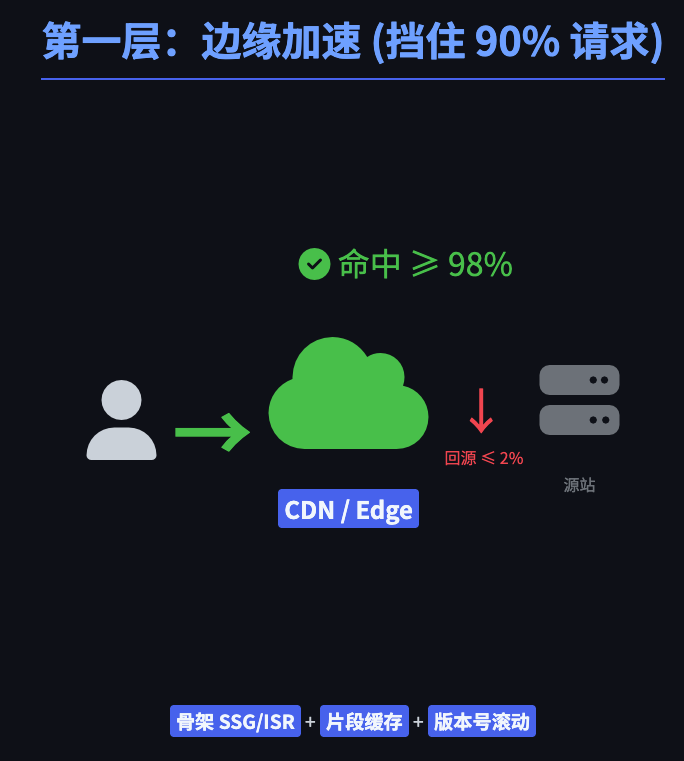 第一层：边缘加速 (挡住 90% 请求)
命中 ⩾ 98%
回源 ⩽ 2%
源站
CDN / Edge
骨架 SSG/ISR + 片段缓存 + 版本号滚动